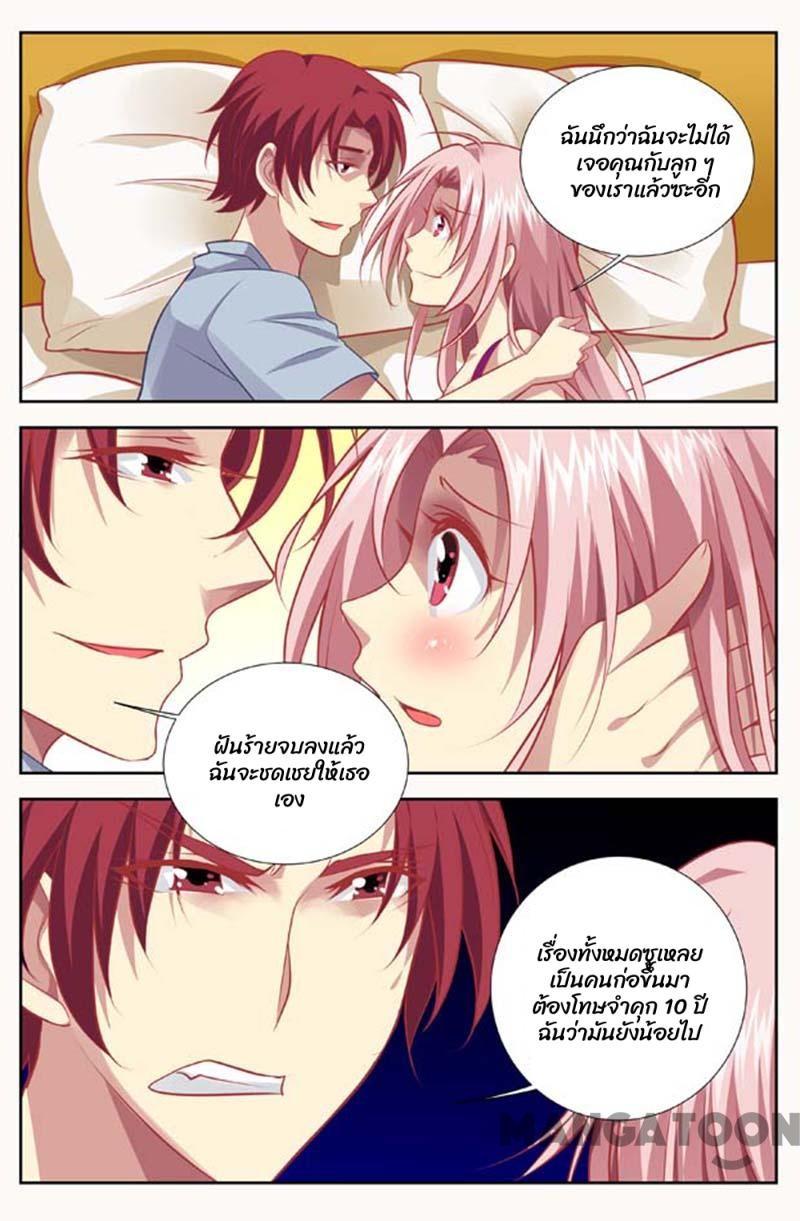 ฉันนึกว่าฉันจะไม่ได้
เจอคุณกับลูก ๆ
ของเราแล้วซะอีก
ฝันร้ายจบลงแล้ว
ฉันจะชดเชยให้เธอ
เอง
เรื่องทั้งหมดซูเหลย
เป็นคนก่อขึ้นมา
ต้องโทษจำคุก 10 ปี
ฉันว่ามันยังน้อยไป
MANGATOON